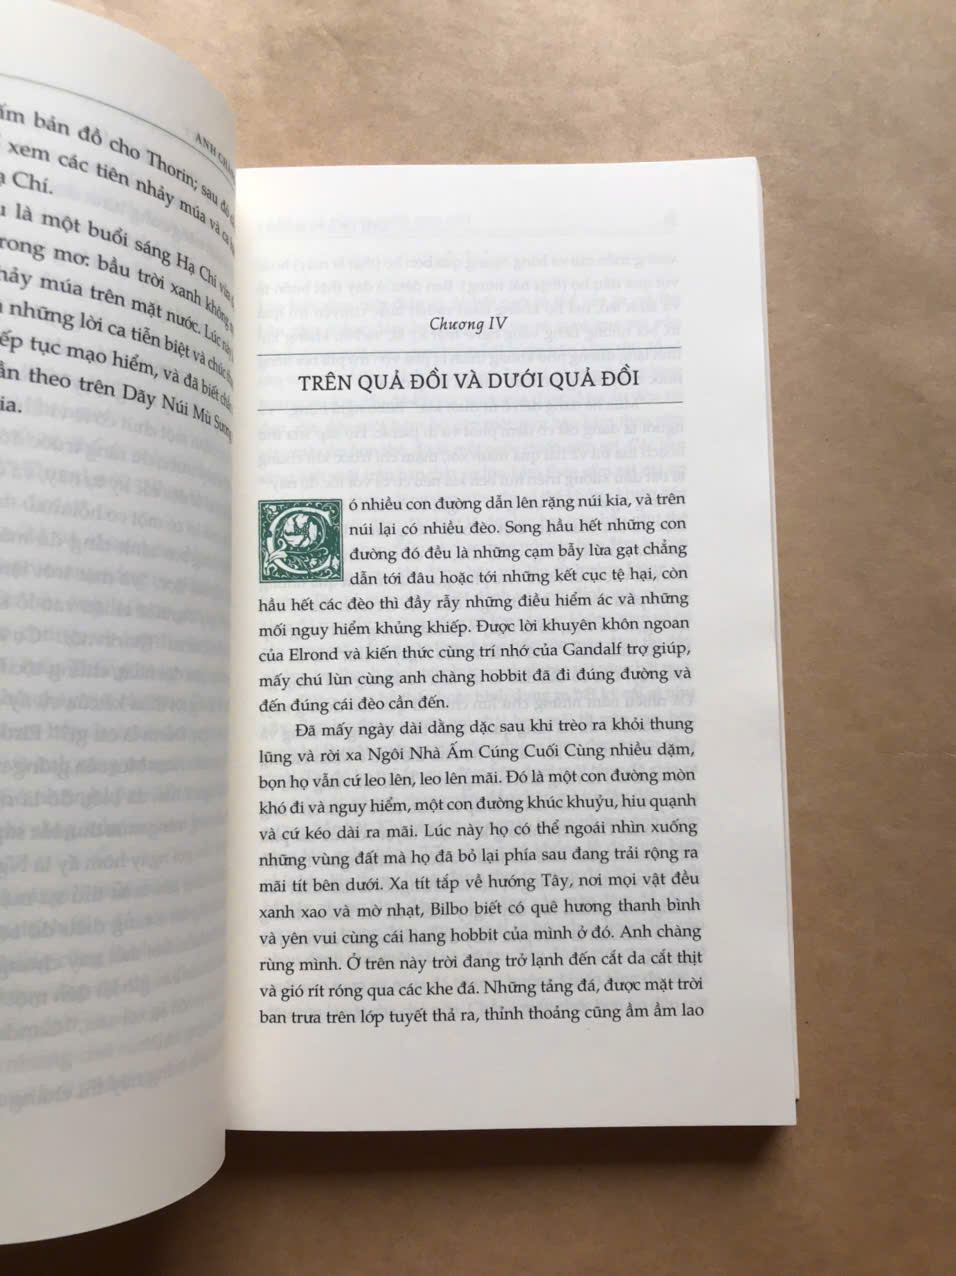 ANH
bản đồ cho Thorin; sau đó
xem các tiên nhảy múa và ca
Chí.
là một buổi sáng Hạ Chí
trong mơ: bầu trời xanh không
nhảy múa trên mặt nước. Lúc này
những lời ca tiễn biệt và chúc
tiếp tục mạo hiểm, và đã biết
theo trên Dãy Núi Mù Sương
kia.
Chương IV
TRÊN QUẢ ĐỒI VÀ DƯỚI QUẢ ĐỒI
Có nhiều con đường dẫn lên rặng núi kia, và trên
núi lại có nhiều đèo. Song hầu hết những con
đường đó đều là những cạm bẫy lừa gạt chẳng
dẫn tới đâu hoặc tới những kết cục tệ hại, còn
hầu hết các đèo thì đầy rẫy những điều hiểm ác và những
mối nguy hiểm khủng khiếp. Được lời khuyên khôn ngoan
của Elrond và kiến thức cùng trí nhớ của Gandalf trợ giúp,
mấy chú lùn cùng anh chàng hobbit đã đi đúng đường và
đến đúng cái đèo cần đến.
Đã mấy ngày dài dằng dặc sau khi trèo ra khỏi thung
lũng và rời xa Ngôi Nhà Ấm Cúng Cuối Cùng nhiều dặm,
bọn họ vẫn cứ leo lên, leo lên mãi. Đó là một con đường mòn
khó đi và nguy hiểm, một con đường khúc khuỷu, hiu quạnh
và cứ kéo dài ra mãi. Lúc này họ có thể ngoái nhìn xuống
những vùng đất mà họ đã bỏ lại phía sau đang trải rộng ra
mãi tít bên dưới. Xa tít tắp về hướng Tây, nơi mọi vật đều
xanh xao và mờ nhạt, Bilbo biết có quê hương thanh bình
và yên vui cùng cái hang hobbit của mình ở đó. Anh chàng
rùng mình. Ở trên này trời đang trở lạnh đến cắt da cắt thịt
và gió rít róng qua các khe đá. Những tảng đá, được mặt trời
ban trưa trên lớp tuyết thả ra, thỉnh thoảng cũng ầm ầm lao